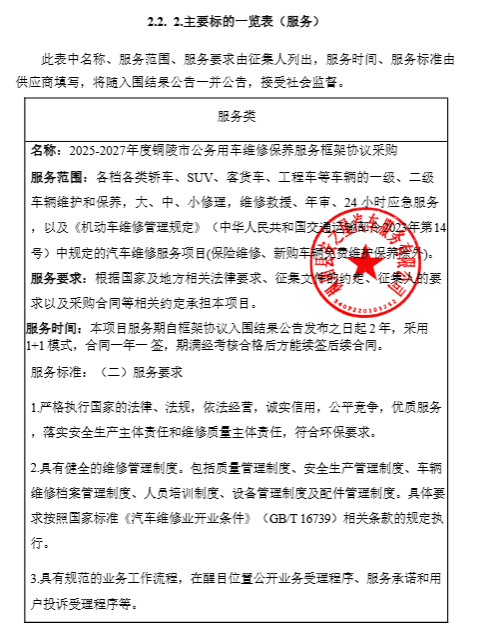 2.2. 2.主要标的一览表（服务）
此表中名称、服务范围、服务要求由征集人列出，服务时间、服务标准由
供应商填写，将随入围结果公告一并公告，接受社会监督。
服务类
名称：2025-2027年度铜陵市公务用车维修保养服务框架协议采购
服务范围：各档各类轿车、SUV、客货车、工程车等车辆的一级、二级
车辆维护和保养，大、中、小修理，维修救援、年审、24 小时应急服务
，以及《机动车维修管理规定》（中华人民共和国交通运输部令2023年第14
号）中规定的汽车维修服务项目(保险维修、新购车辆免费维护保养除外)。
服务要求：根据国家及地方相关法律要求、征集文件的约定、征集人的要
求以及采购合同等相关约定承担本项目。
服务时间：本项目服务期自框架协议入围结果公告发布之日起 2 年，采用
1+1 模式，合同一年一签，期满经考核合格后方能续签后续合同。
服务标准：（二）服务要求
1.严格执行国家的法律、法规，依法经营，诚实信用，公平竞争，优质服务
，落实安全生产主体责任和维修质量主体责任，符合环保要求。
2.具有健全的维修管理制度。包括质量管理制度、安全生产管理制度、车辆
维修档案管理制度、人员培训制度、设备管理制度及配件管理制度。具体要
求按照国家标准《汽车维修业开业条件》（GB/T 16739）相关条款的规定执
行。
3.具有规范的业务工作流程，在醒目位置公开业务受理程序、服务承诺和用
户投诉受理程序等。